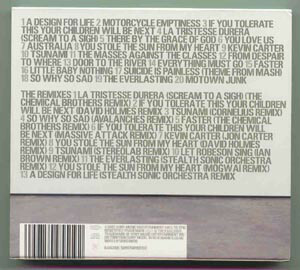 1 A DESIGN FOR LIFE 2 MOTORCYCLE EMPTINESS 3 IF YOU TOLERATE
THIS YOUR CHILDREN WILL BE NEXT 4 LA TRISTESSE DURERA
(SCREAM TO A SIGH) 5 THERE BY THE GRACE OF GOD 6 YOU LOVE US
7 AUSTRALIA 8 YOU STOLE THE SUN FROM MY HEART 9 KEVIN CARTER
10 TSUNAMI 11 THE MASSES AGAINST THE CLASSES 12 FROM DESPAIR
TO WHERE 13 DOOR TO THE RIVER 14 EVERYTHING MUST GO 15 FASTER
16 LITTLE BABY NOTHING 17 SUICIDE IS PAINLESS (THEME FROM MASH)
18 SO WHY SO SAD 19 THE EVERLASTING 20 MOTOWN JUNK
THE REMIXES 1 LA TRISTESSE DURERA (SCREAM TO A SIGH) (THE
CHEMICAL BROTHERS REMIX) 2 IF YOU TOLERATE THIS YOUR CHILDREN
WILL BE NEXT (DAVID HOLMES REMIX) 3 TSUNAMI (CORNELIUS REMIX)
4 SO WHY SO SAD (AVALANCHES REMIX) 5 FASTER (THE CHEMICAL
BROTHERS REMIX) 6 IF YOU TOLERATE THIS YOUR CHILDREN WILL
BE NEXT (MASSIVE ATTACK REMIX) 7 KEVIN CARTER (JON CARTER
REMIX) 8 YOU STOLE THE SUN FROM MY HEART (DAVID HOLMES
REMIX) 9 TSUNAMI (STEREOLAB REMIX) 10 LET ROBESON SING (IAN
BROWN REMIX) 11 THE EVERLASTING (STEALTH SONIC ORCHESTRA
REMIX) 12 YOU STOLE THE SUN FROM MY HEART (MOGWAI REMIX)
13 A DESIGN FOR LIFE (STEALTH SONIC ORCHESTRA REMIX)